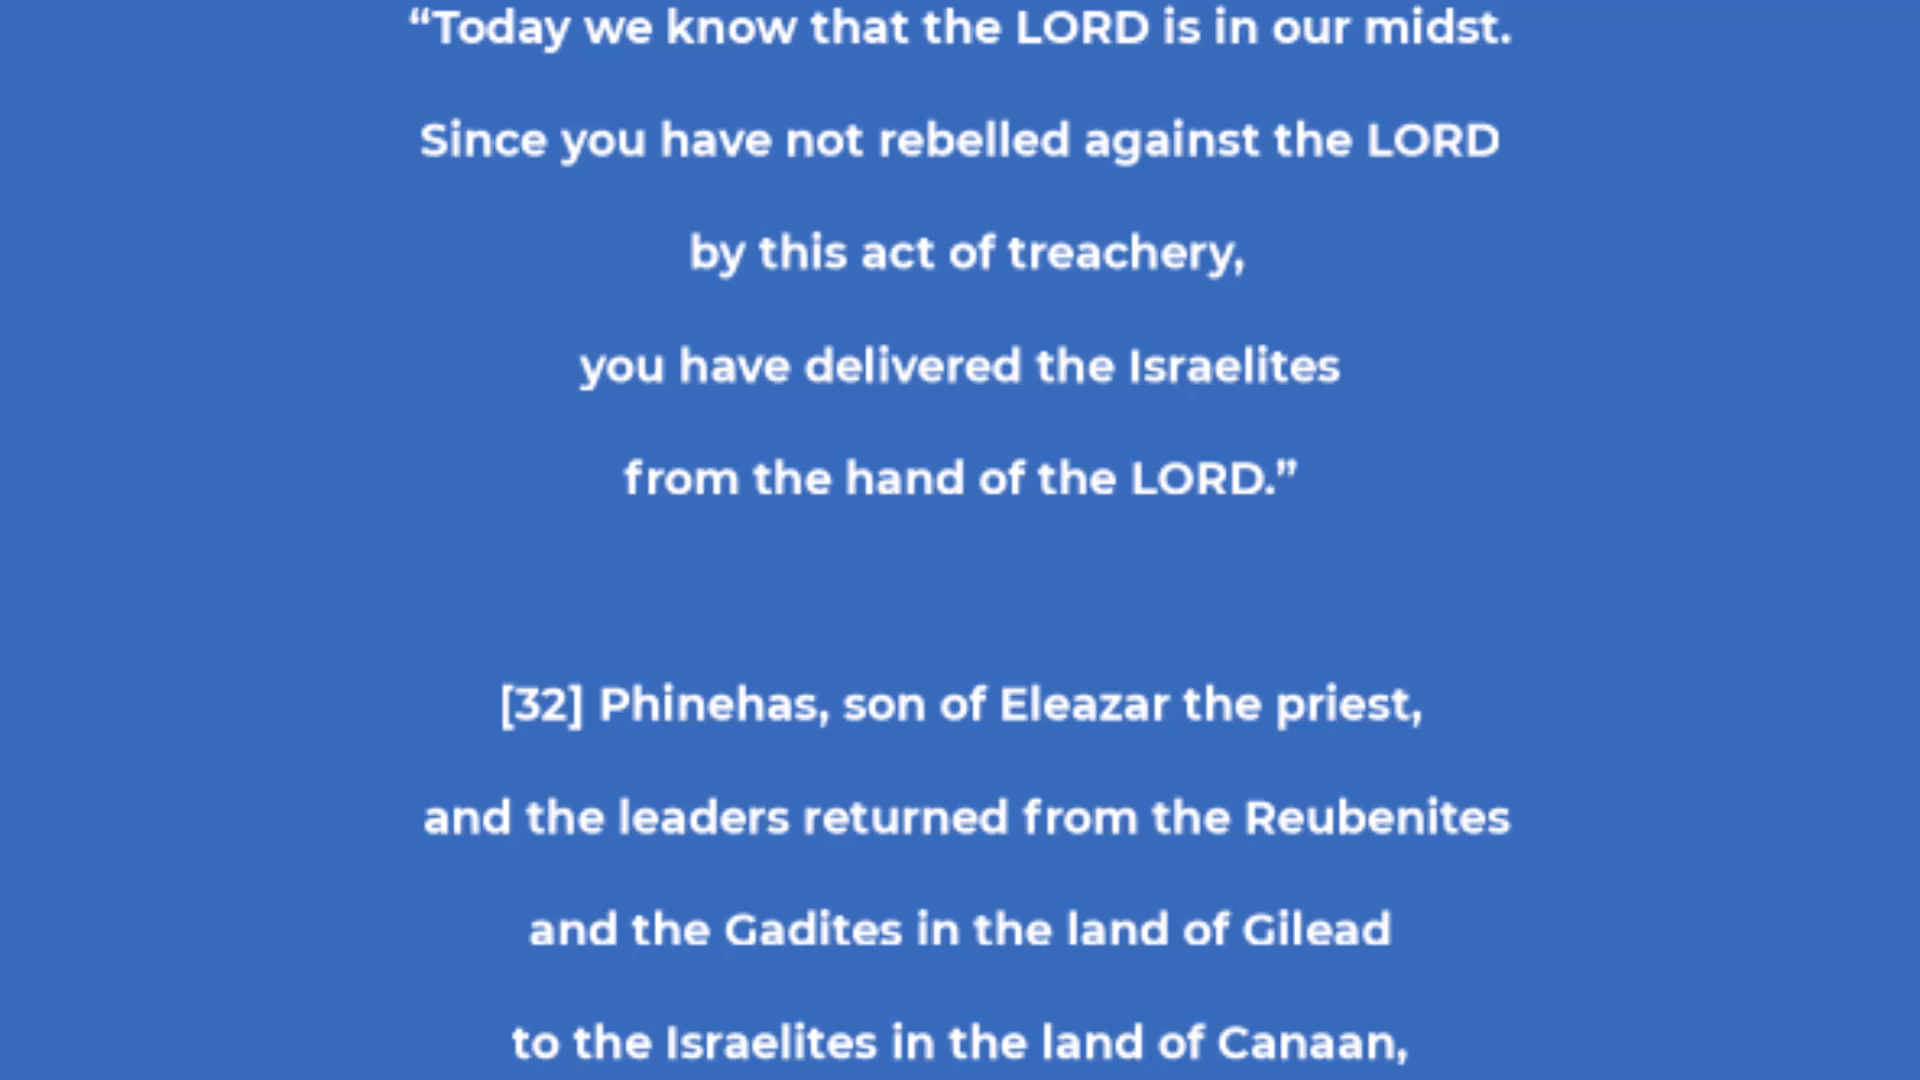 “Today we know that the LORD is in our midst.
Since you have not rebelled against the LORD
by this act of treachery,
you have delivered the Israelites
from the hand of the LORD.”
[32] Phinehas, son of Eleazar the priest,
and the leaders returned from the Reubenites
and the Gadites in the land of Gilead
to the Israelites in the land of Canaan,